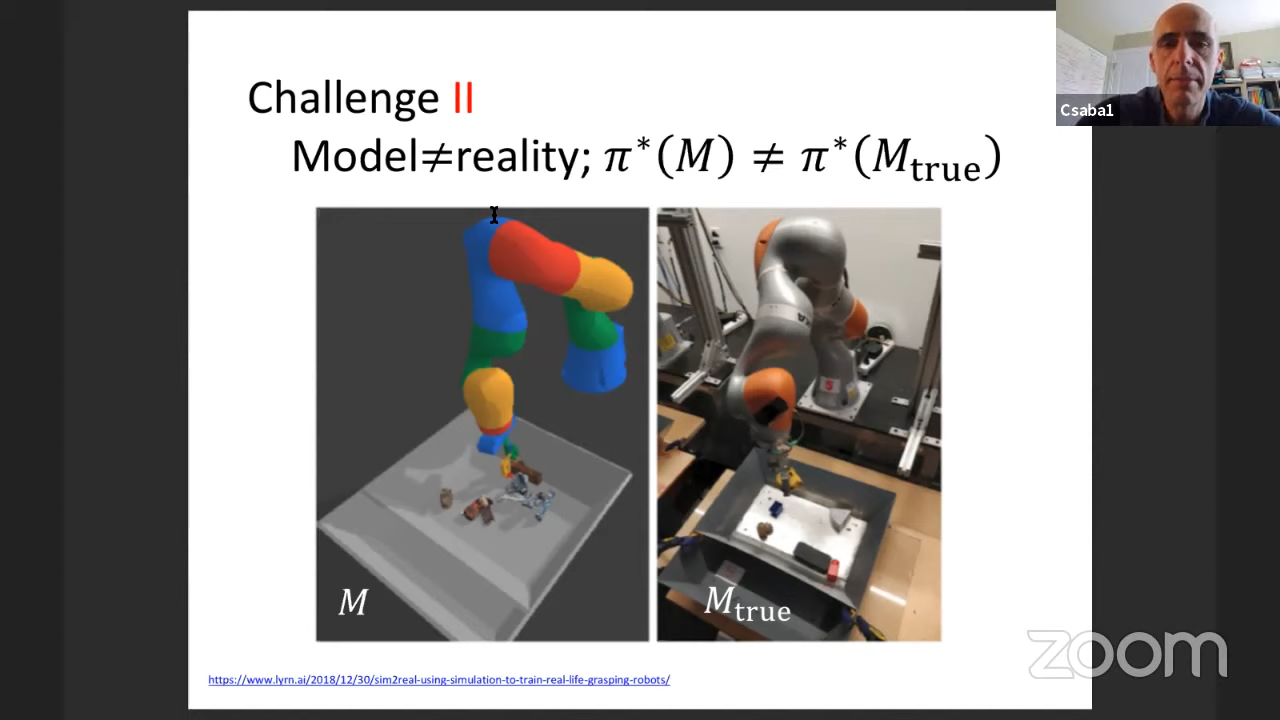 Challenge II
Model≠reality; π*(M) ≠ π*(M_true)
Csaba1
M
M_true
https://www.lyrn.ai/2018/12/30/sim2real-using-simulation-to-train-real-life-grasping-robots/
zoom